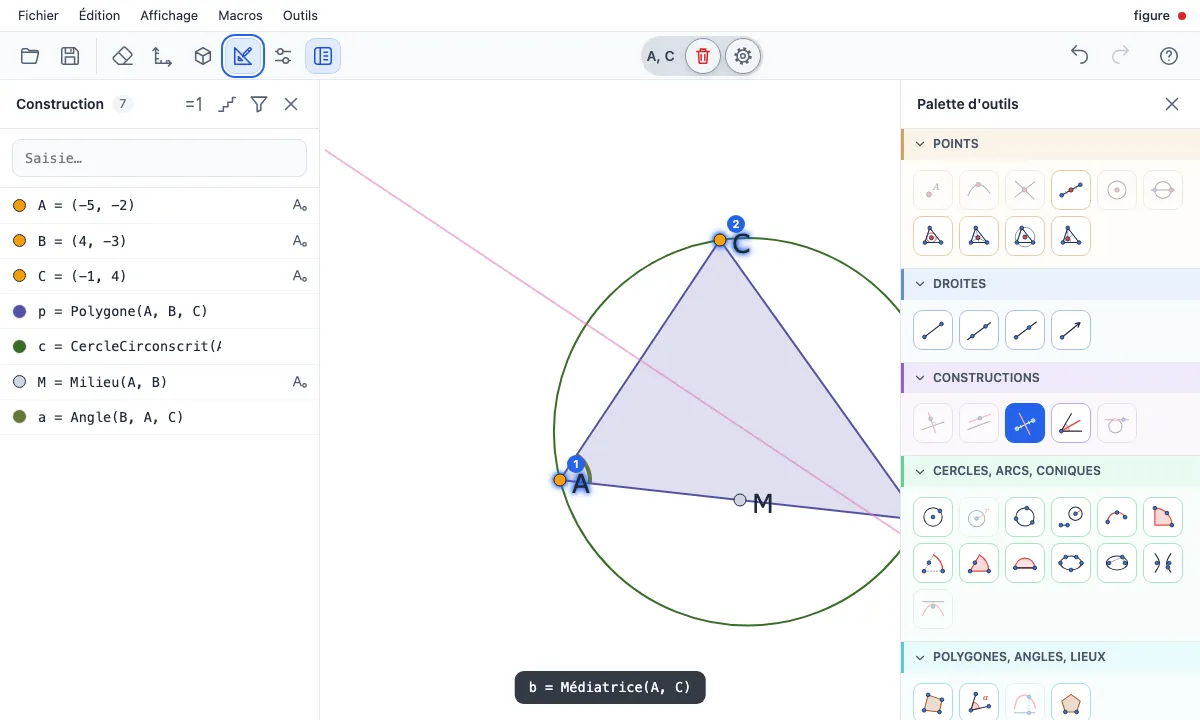 Fichier Édition Affichage Macros Outils figure
A, C
Construction 7
Palette d'outils
=1
Saisie…
POINTS
A = (−5, −2)
B = (4, −3)
C = (−1, 4)
p = Polygone(A, B, C)
c = CercleCirconscrit(A
M = Milieu(A, B)
a = Angle(B, A, C)
2
C
1
A
M
b = Médiatrice(A, C)
DROITES
CONSTRUCTIONS
CERCLES, ARCS, CONIQUES
POLYGONES, ANGLES, LIEUX